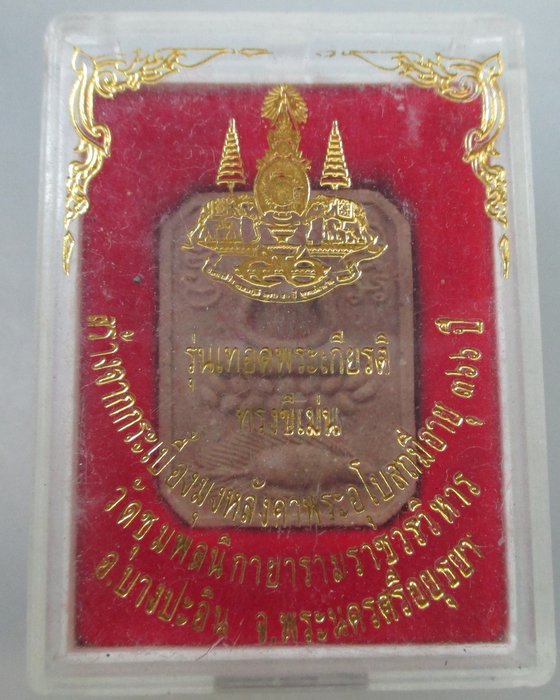 รุ่นเทอดพระเกียรติ
ทรงขี่เม่น
สร้างจากกระเบื้องมุงหลังคาพระอุโบสถมีอายุ ๓๖๖ ปี
วัดชุมพลนิกายารามราชวรวิหาร
อ.บางปะอิน จ.พระนครศรีอยุธยา